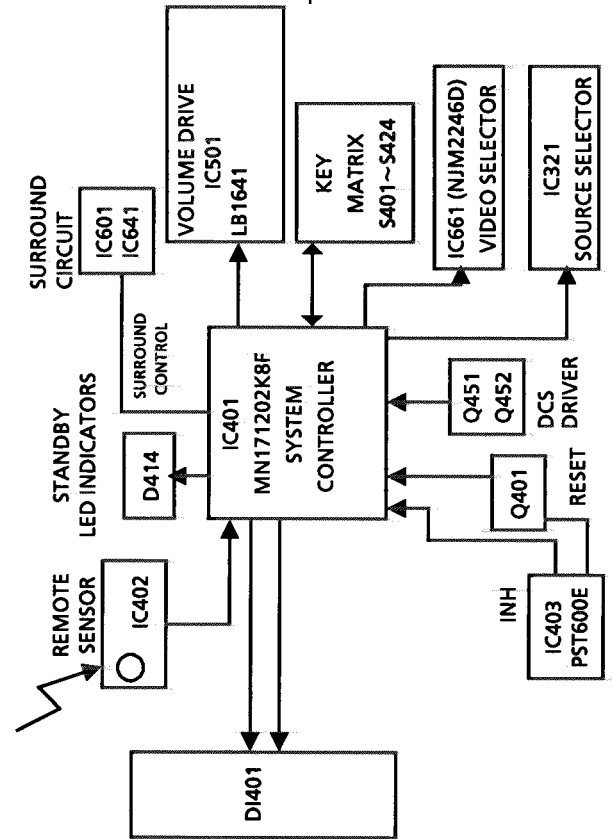 REMOTE
SENSOR
IC402
STANDBY
LED INDICATORS
D414
SURROUND
CIRCUIT
IC601
IC641
SURROUND
CONTROL
DI401
IC401
MN171202K8F
SYSTEM
CONTROLLER
VOLUME DRIVE
IC501
LB1641
KEY
MATRIX
S401~S424
IC661 (NJM2246D)
VIDEO SELECTOR
IC321
SOURCE SELECTOR
INH
IC403
PST600E
Q401
RESET
Q451
Q452
DCS
DRIVER